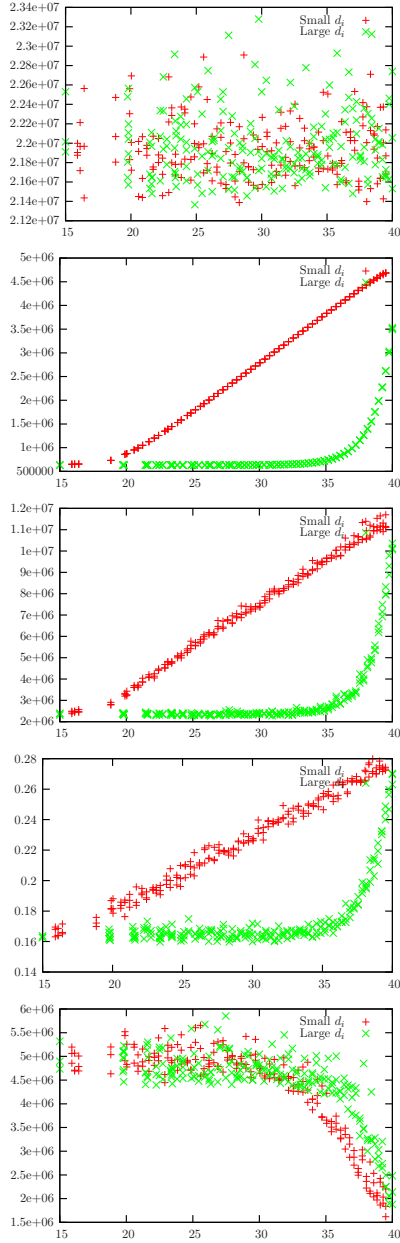 2.34e+07
2.3e+07
2.28e+07
2.26e+07
2.24e+07
2.2e+07
2.2e+07
2.18e+07
2.16e+07
2.14e+07
2.12e+07
Small d_i
Large d_i
15 20 25 30 35 40
5e+06
4.5e+06
4e+06
3.5e+06
3e+06
2.5e+06
2e+06
1.5e+06
1e+06
500000
Small d_i
Large d_i
15 20 25 30 35 40
1.2e+07
1.1e+07
1e+07
9e+06
8e+06
7e+06
6e+06
5e+06
4e+06
3e+06
2e+06
Small d_i
Large d_i
15 20 25 30 35 40
0.28
0.26
0.24
0.22
0.2
0.18
0.16
0.14
Small d_i
Large d_i
15 20 25 30 35 40
6e+06
5.5e+06
5e+06
4.5e+06
4e+06
3.5e+06
3e+06
2.5e+06
2e+06
1.5e+06
Small d_i
Large d_i
15 20 25 30 35 40